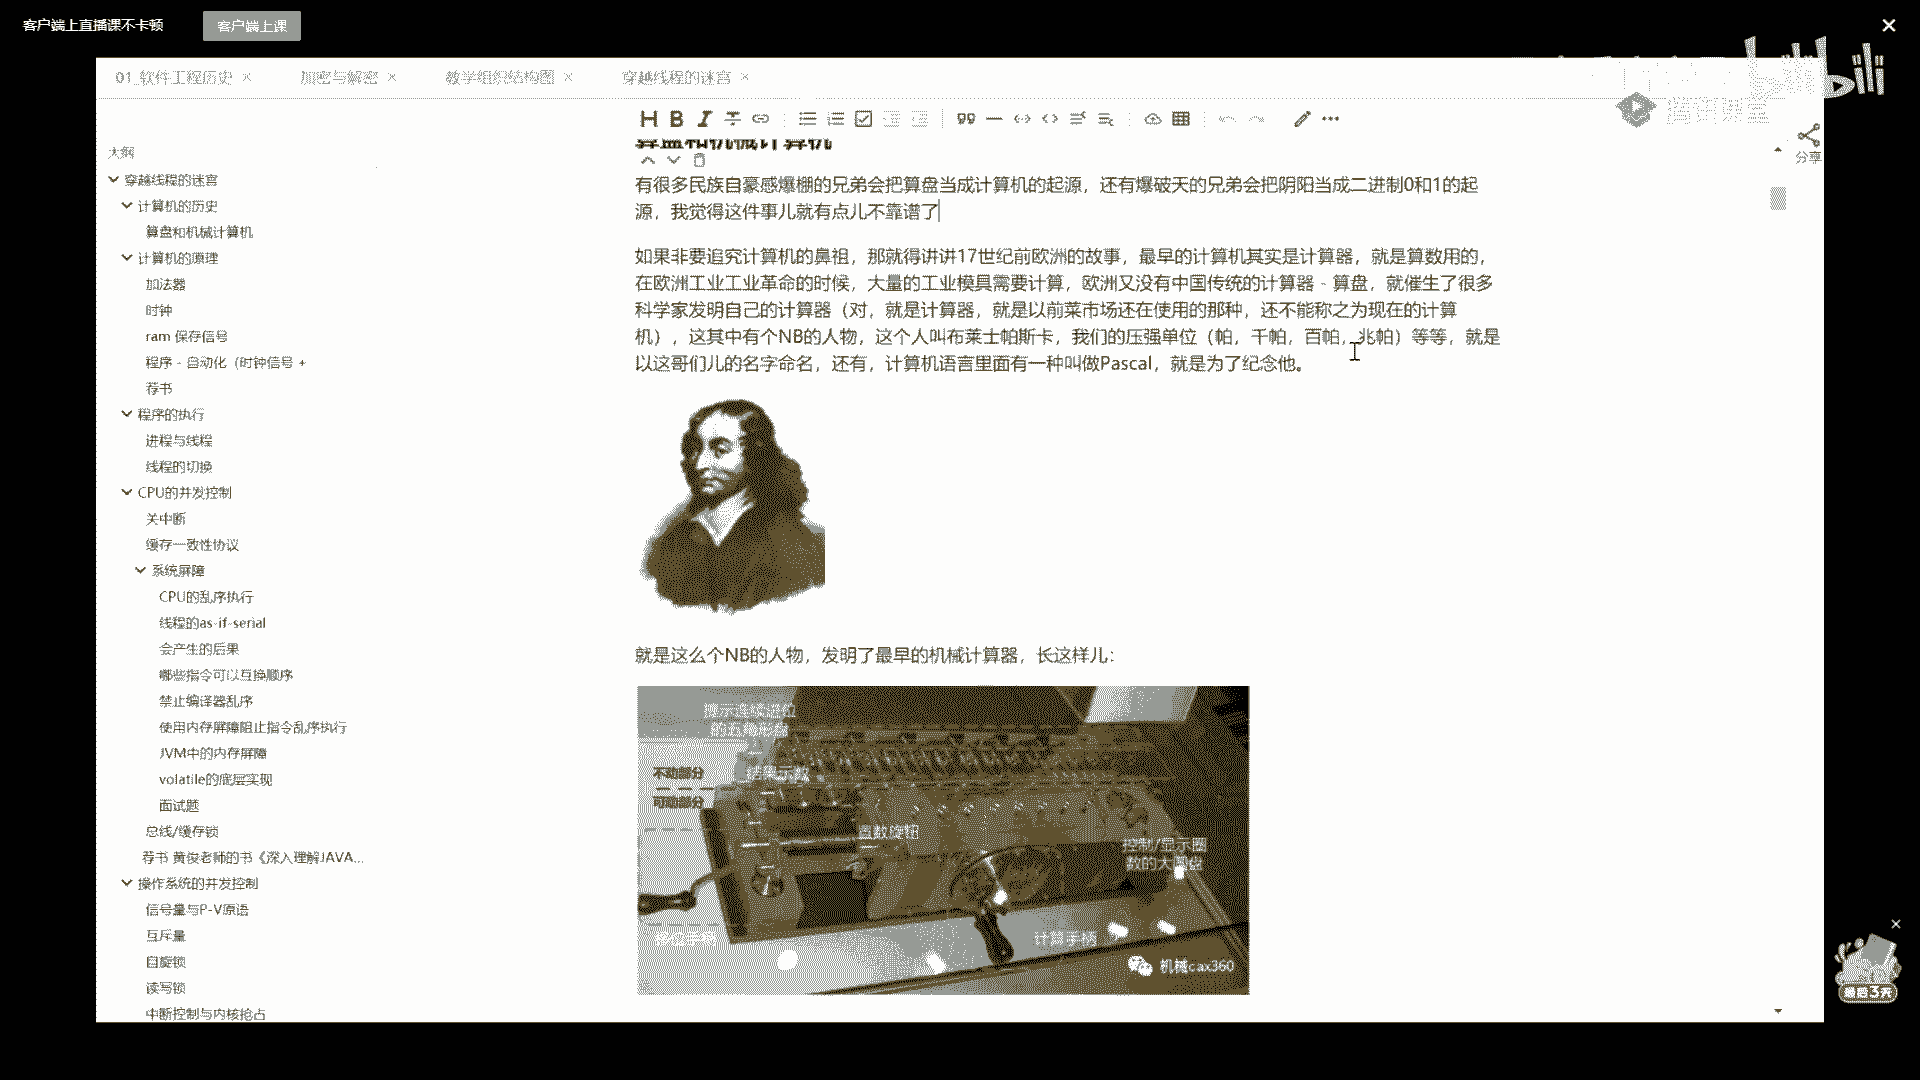 客户端上直播课不卡顿
客户端上课
bilibili
01_软件工程历史
加密与解密
教学组织结构图
穿越线程的迷宫
腾讯课堂
分享
大纲
穿越线程的迷宫
计算机的历史
算盘和机械计算机
计算机的原理
加法器
时钟
ram 保存信号
程序 - 自动化（时钟信号 +
荐书
程序的执行
进程与线程
线程的切换
CPU的并发控制
关中断
缓存一致性协议
系统屏障
CPU的乱序执行
线程的as-if-serial
会产生的后果
哪些指令可以互换顺序
禁止编译器乱序
使用内存屏障阻止指令乱序执行
JVM中的内存屏障
volatile的底层实现
面试题
总线/缓存锁
荐书 黄俊老师的书《深入理解JAVA...
操作系统的并发控制
信号量与P-V原语
互斥量
自旋锁
读写锁
中断控制与内核抢占
算盘和机械计算机
有很多民族自豪感爆棚的兄弟会把算盘当成计算机的起源，还有爆破天的兄弟会把阴阳当成二进制0和1的起
源，我觉得这件事儿就有点儿不靠谱了
如果非要追究计算机的鼻祖，那就得讲讲17世纪前欧洲的故事，最早的计算机其实是计算器，就是算数用的，
在欧洲工业工业革命的时候，大量的工业模具需要计算，欧洲又没有中国传统的计算器 - 算盘，就催生了很多
科学家发明自己的计算器（对，就是计算器，就是以前菜市场还在使用的那种，还不能称之为现在的计算
机），这其中有个NB的人物，这个人叫布莱士帕斯卡，我们的压强单位（帕，千帕，百帕，兆帕）等等，就是
以这哥们儿的名字命名，还有，计算机语言里面有一种叫做Pascal，就是为了纪念他。
就是这么个NB的人物，发明了最早的机械计算器，长这样儿：
提示连续进位
的五角形盘
不动部分
结果示数
可动部分
置数旋钮
控制/显示圈
数的大圆盘
移位手柄
计算手柄
机械cax360
最后3天